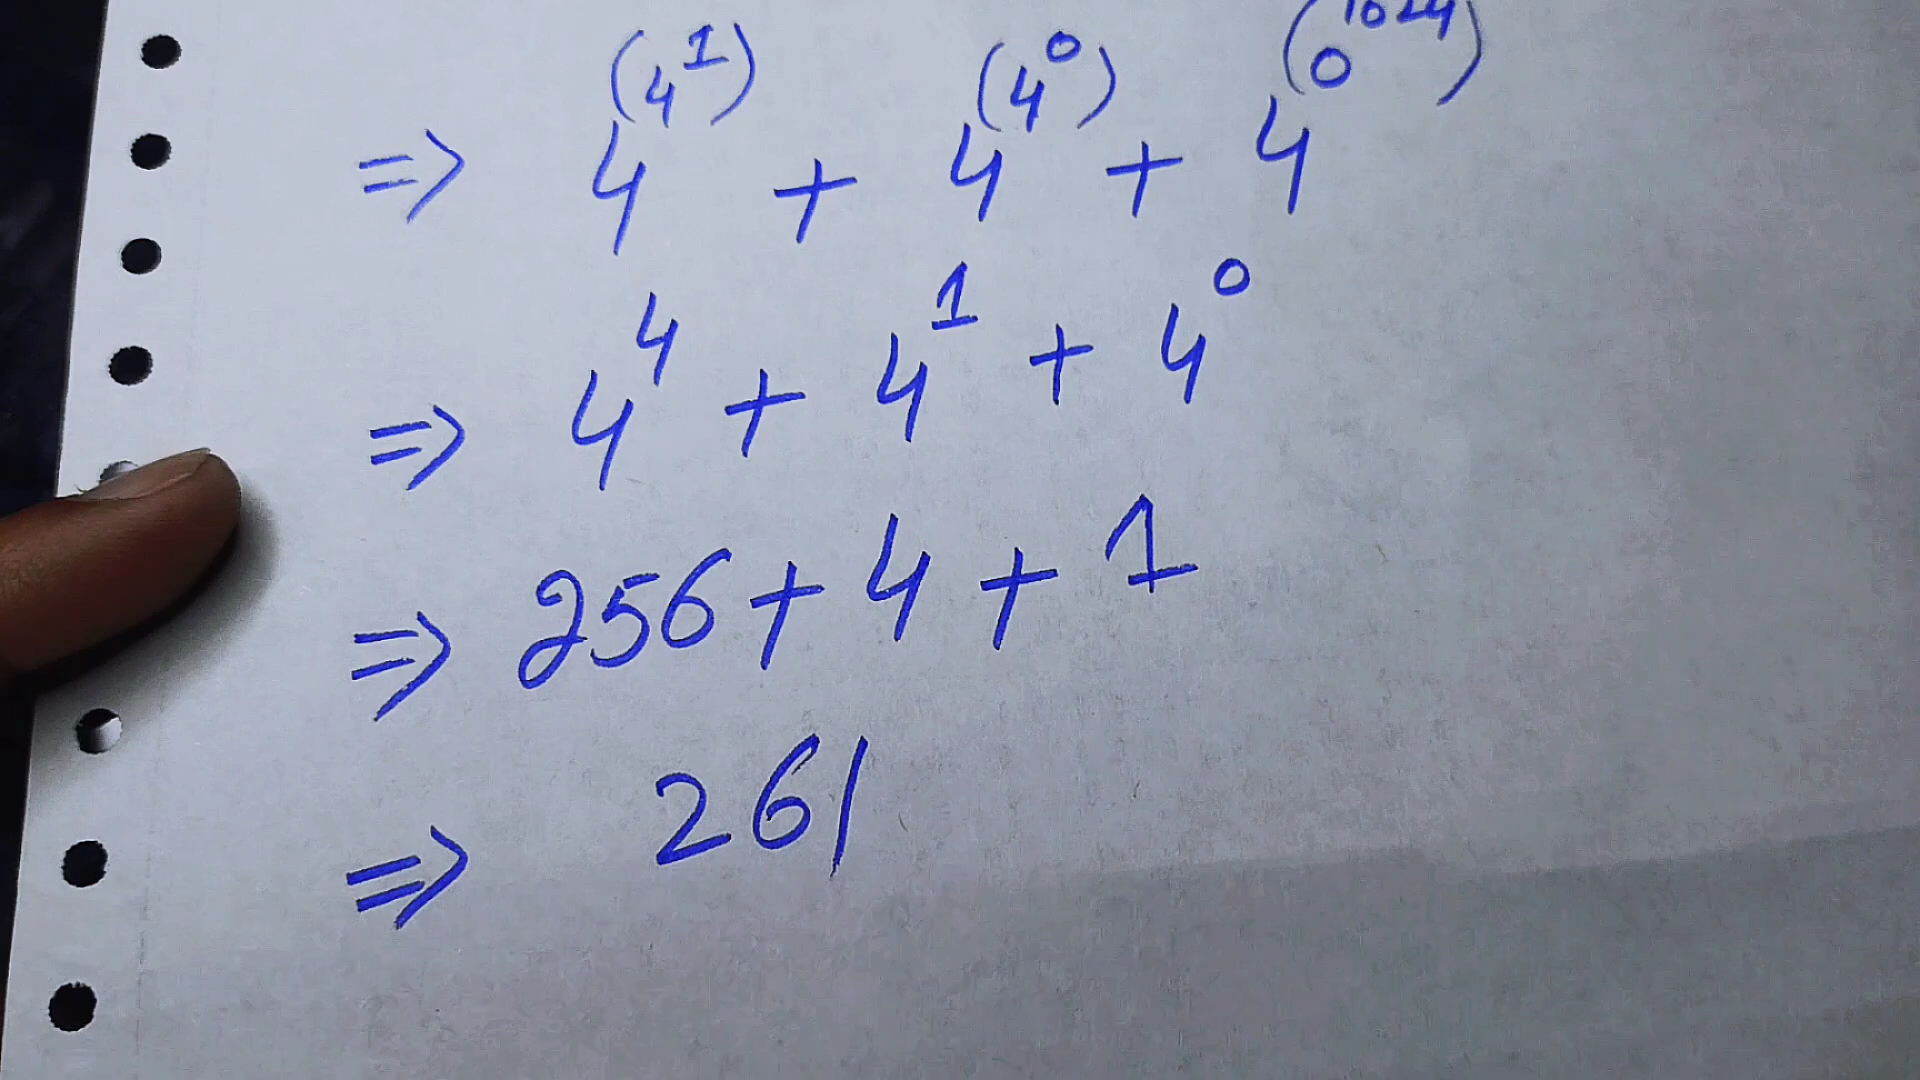 => 4^(4^1) + 4^(4^0) + 4^(0^1024)
=> 4^4 + 4^1 + 4^0
=> 256 + 4 + 1
=> 261